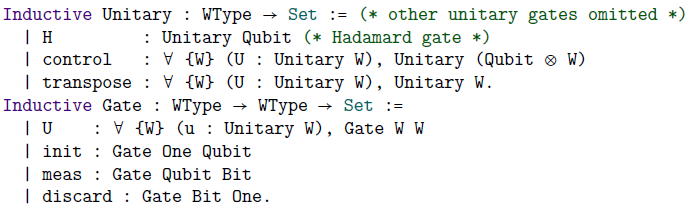 Inductive Unitary : WType → Set := (* other unitary gates omitted *)
| H : Unitary Qubit (* Hadamard gate *)
| control : ∀ {W} (U : Unitary W), Unitary (Qubit ⊗ W)
| transpose : ∀ {W} (U : Unitary W), Unitary W.
Inductive Gate : WType → WType → Set :=
| U : ∀ {W} (u : Unitary W), Gate W W
| init : Gate One Qubit
| meas : Gate Qubit Bit
| discard : Gate Bit One.